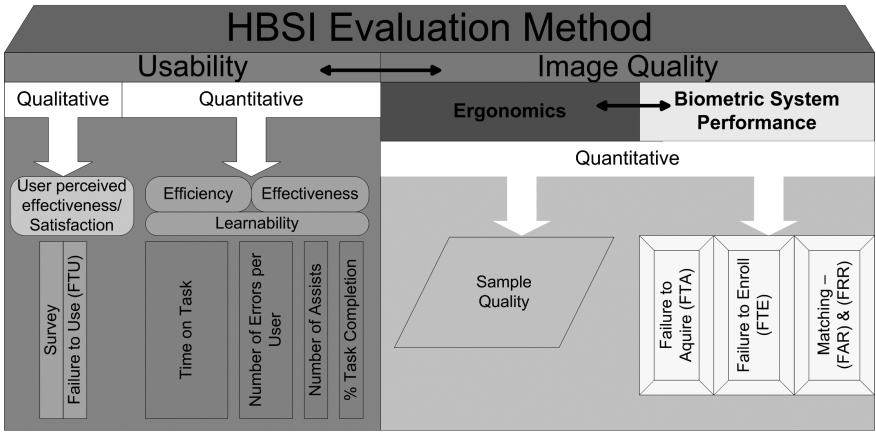 HBSI Evaluation Method
Usability
Image Quality
Qualitative
Quantitative
Ergonomics
Biometric System
Performance
Quantitative
User perceived
effectiveness/
Satisfaction
Efficiency
Effectiveness
Learnability
Survey
Failure to Use (FTU)
Time on Task
Number of Errors per
User
Number of Assists
% Task Completion
Sample
Quality
Failure to
Aquire (FTA)
Failure to Enroll
(FTE)
Matching –
(FAR) & (FRR)